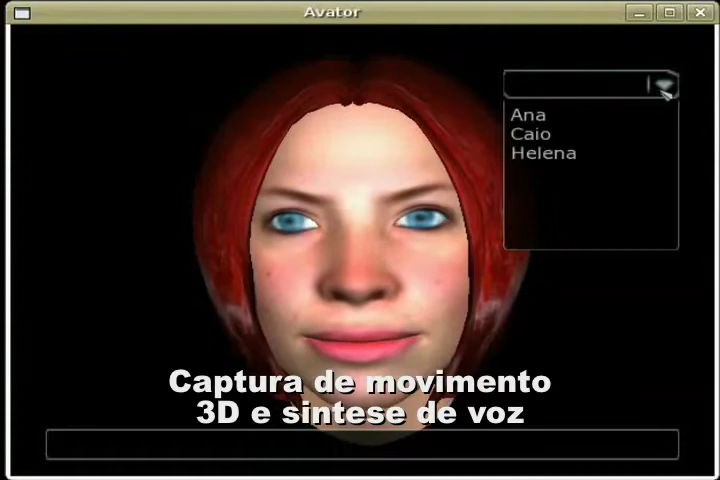 Avator
Ana
Caio
Helena
Captura de movimento
3D e sintese de voz